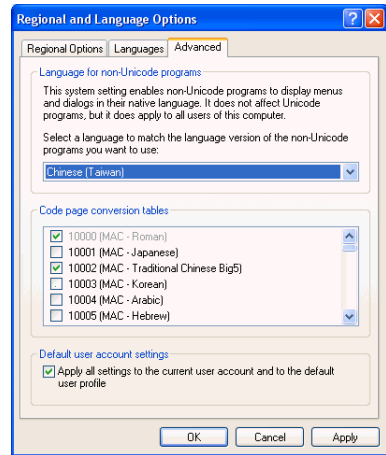 Regional and Language Options
Regional Options Languages Advanced
Language for non-Unicode programs
This system setting enables non-Unicode programs to display menus
and dialogs in their native language. It does not affect Unicode
programs, but it does apply to all users of this computer.
Select a language to match the language version of the non-Unicode
programs you want to use:
Chinese (Taiwan)
Code page conversion tables
10000 (MAC - Roman)
10001 (MAC - Japanese)
10002 (MAC - Traditional Chinese Big5)
10003 (MAC - Korean)
10004 (MAC - Arabic)
10005 (MAC - Hebrew)
Default user account settings
Apply all settings to the current user account and to the default
user profile
OK Cancel Apply